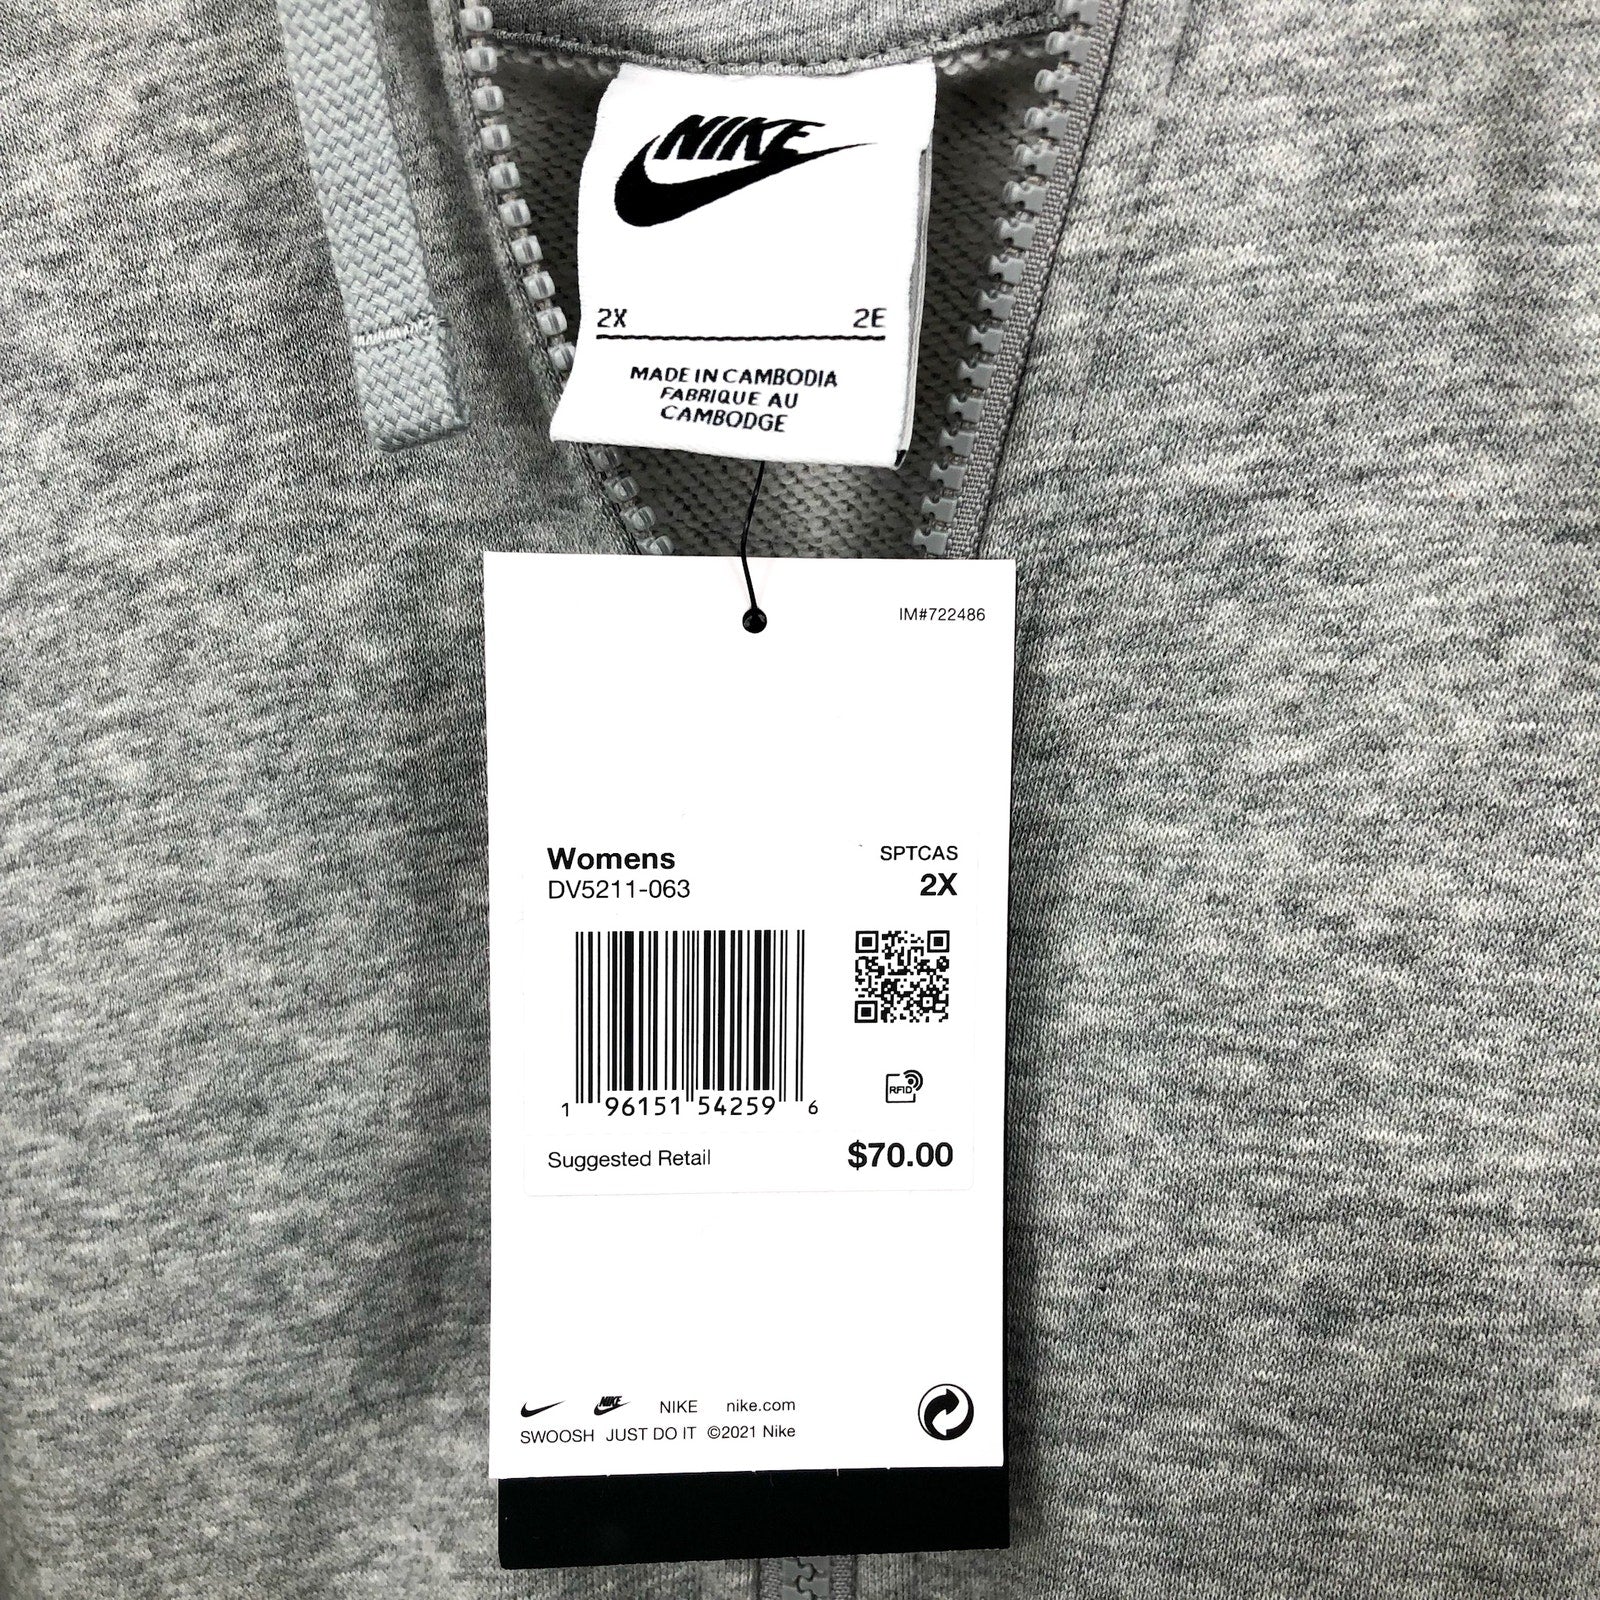 NIKE
2X 2E
MADE IN CAMBODIA
FABRIQUE AU
CAMBODGE
IM#722486
Womens SPTCAS
DV5211-063 2X
RFID
1 96151 54259 6
Suggested Retail $70.00
NIKE NIKE nike.com
SWOOSH JUST DO IT ©2021 Nike